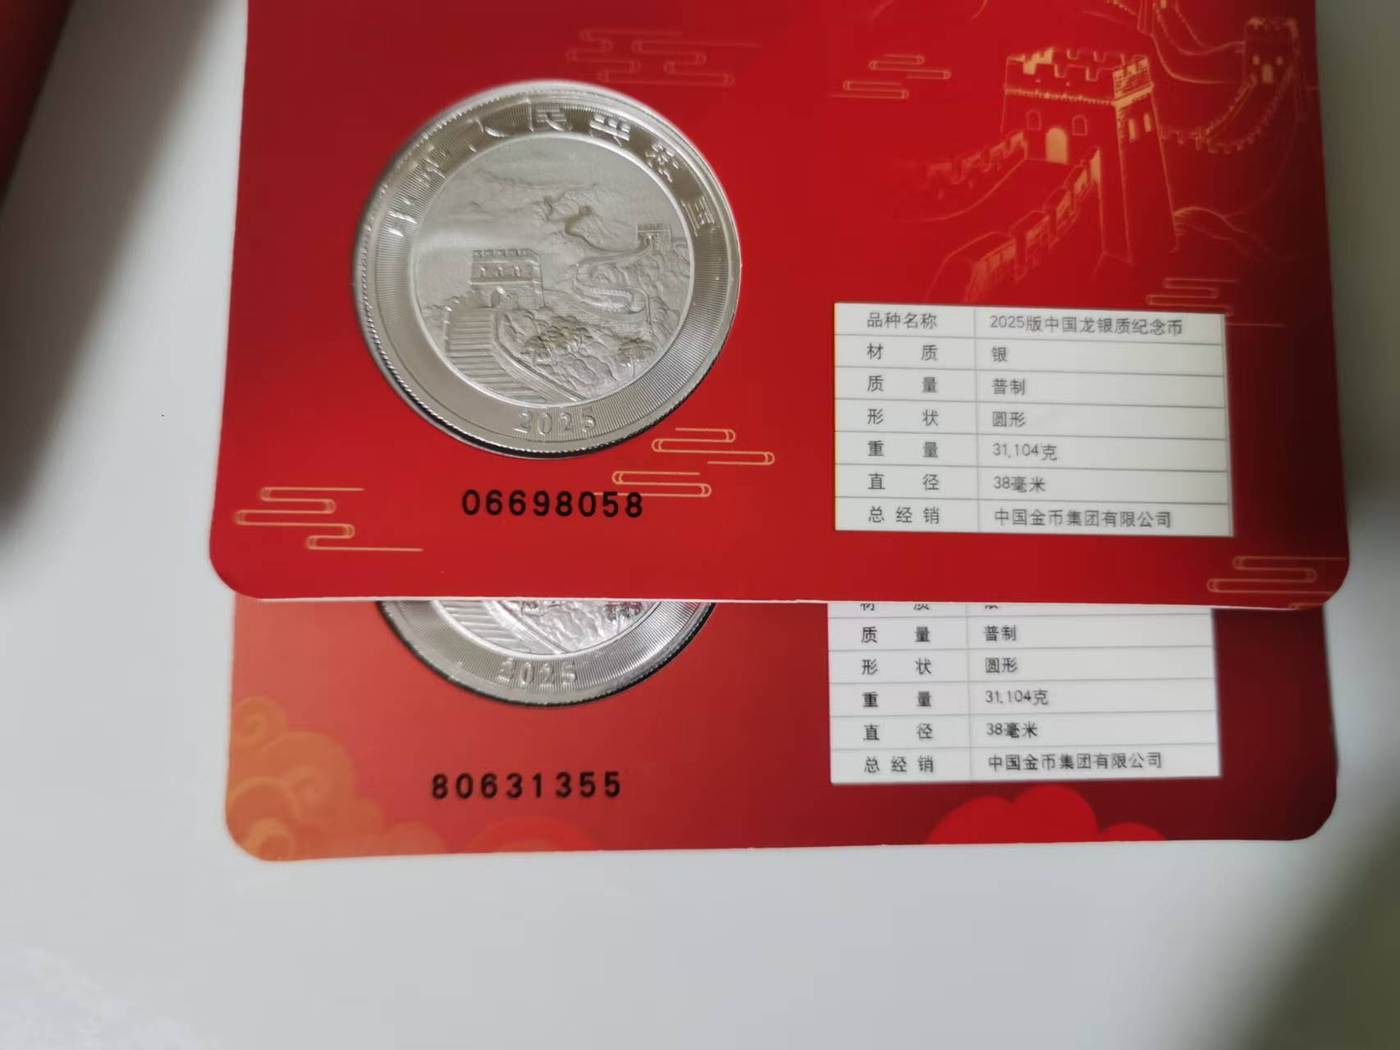 中华人民共和国
2025
06698058
品种名称 2025版中国龙银质纪念币
材 质 银
质 量 普制
形 状 圆形
重 量 31.104克
直 径 38毫米
总 经 销 中国金币集团有限公司
2025
80631355
材 质 银
质 量 普制
形 状 圆形
重 量 31.104克
直 径 38毫米
总 经 销 中国金币集团有限公司